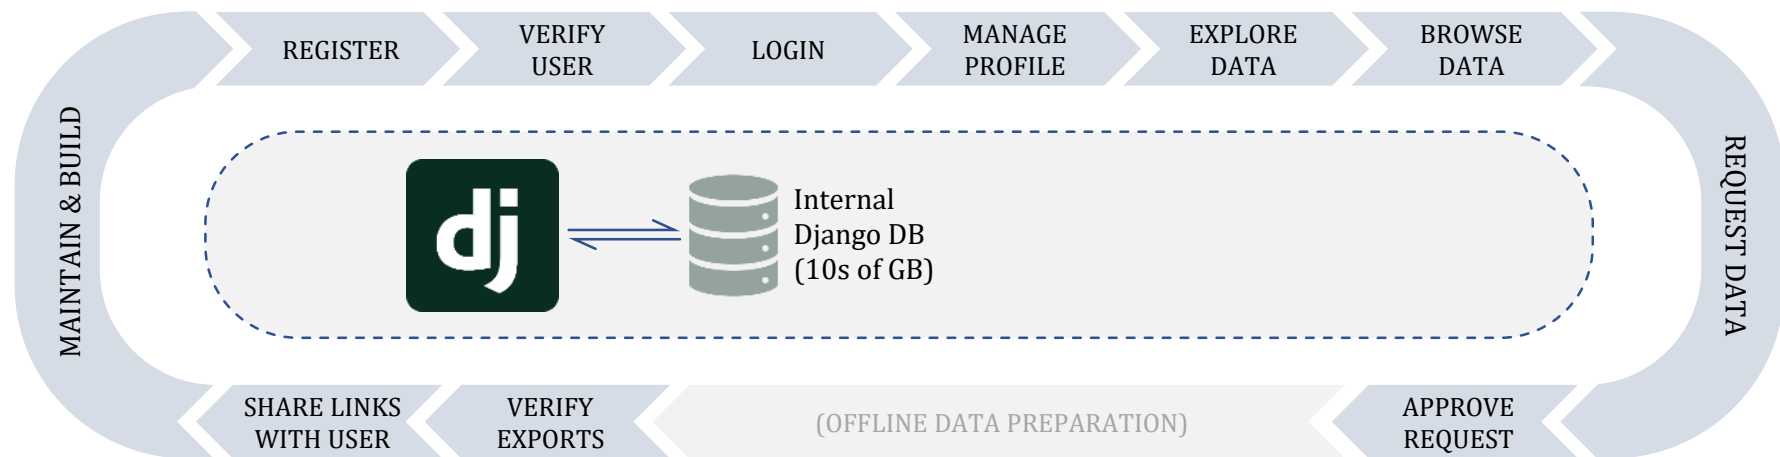 REGISTER
VERIFY
USER
LOGIN
MANAGE
PROFILE
EXPLORE
DATA
BROWSE
DATA
MAINTAIN & BUILD
REQUEST DATA
dj
Internal
Django DB
(10s of GB)
SHARE LINKS
WITH USER
VERIFY
EXPORTS
(OFFLINE DATA PREPARATION)
APPROVE
REQUEST